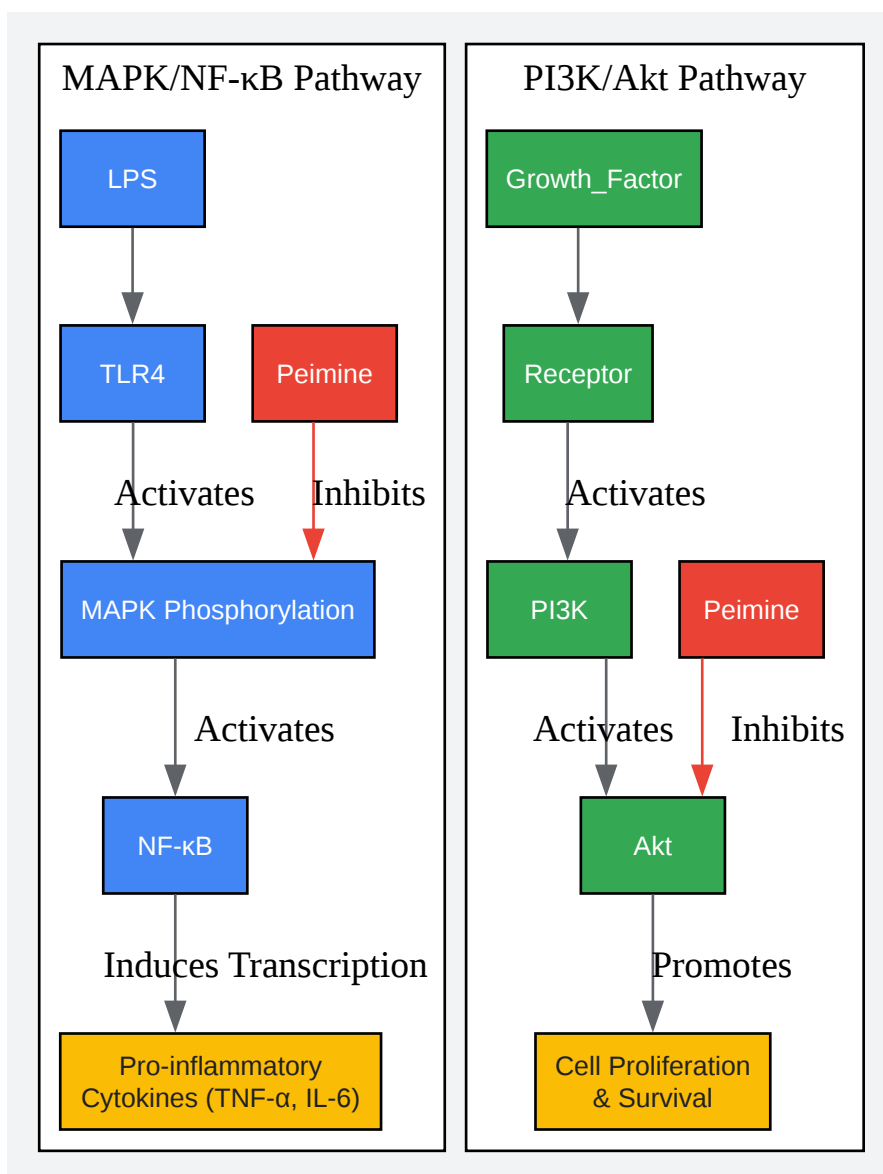 MAPK/NF-κB Pathway
LPS
TLR4
Peimine
Activates
Inhibits
MAPK Phosphorylation
Activates
NF-κB
Induces Transcription
Pro-inflammatory
Cytokines (TNF-α, IL-6)
PI3K/Akt Pathway
Growth_Factor
Receptor
Activates
PI3K
Peimine
Activates
Inhibits
Akt
Promotes
Cell Proliferation
& Survival